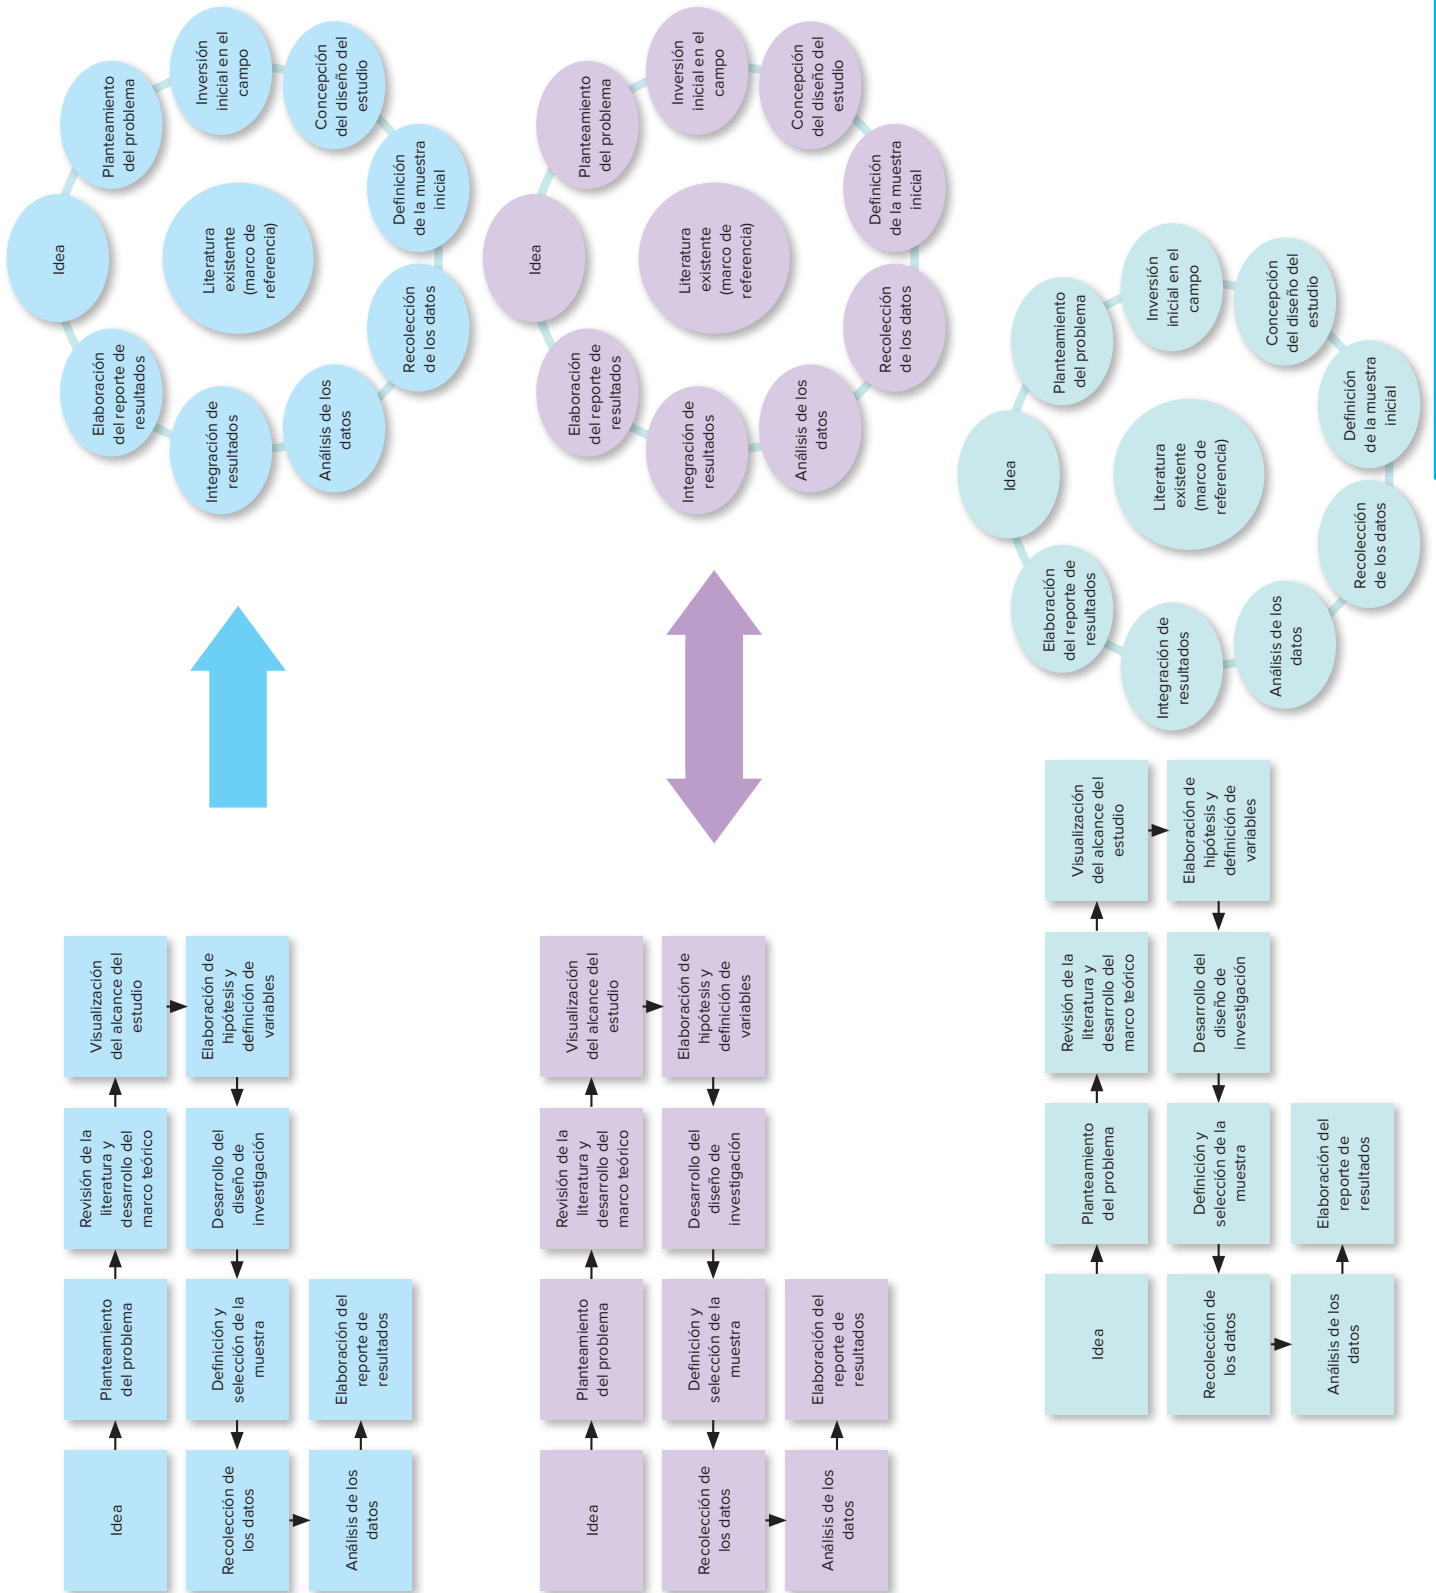 Idea
Planteamiento
del problema
Revisión de la
literatura y
desarrollo del
marco teórico
Visualización
del alcance del
estudio
Elaboración de
hipótesis y
definición de
variables
Desarrollo del
diseño de
investigación
Definición y
selección de la
muestra
Recolección de
los datos
Análisis de los
datos
Elaboración del
reporte de
resultados
Idea
Planteamiento
del problema
Inversión
inicial en el
campo
Concepción
del diseño del
estudio
Definición
de la muestra
inicial
Recolección
de los datos
Análisis de los
datos
Integración de
resultados
Elaboración
del reporte de
resultados
Literatura
existente
(marco de
referencia)
Idea
Planteamiento
del problema
Revisión de la
literatura y
desarrollo del
marco teórico
Visualización
del alcance del
estudio
Elaboración de
hipótesis y
definición de
variables
Desarrollo del
diseño de
investigación
Definición y
selección de la
muestra
Recolección de
los datos
Análisis de los
datos
Elaboración del
reporte de
resultados
Idea
Planteamiento
del problema
Inversión
inicial en el
campo
Concepción
del diseño del
estudio
Definición
de la muestra
inicial
Recolección
de los datos
Análisis de los
datos
Integración de
resultados
Elaboración
del reporte de
resultados
Literatura
existente
(marco de
referencia)
Idea
Planteamiento
del problema
Revisión de la
literatura y
desarrollo del
marco teórico
Visualización
del alcance del
estudio
Elaboración de
hipótesis y
definición de
variables
Desarrollo del
diseño de
investigación
Definición y
selección de la
muestra
Recolección de
los datos
Análisis de los
datos
Elaboración del
reporte de
resultados
Idea
Planteamiento
del problema
Inversión
inicial en el
campo
Concepción
del diseño del
estudio
Definición
de la muestra
inicial
Recolección
de los datos
Análisis de los
datos
Integración de
resultados
Elaboración
del reporte de
resultados
Literatura
existente
(marco de
referencia)